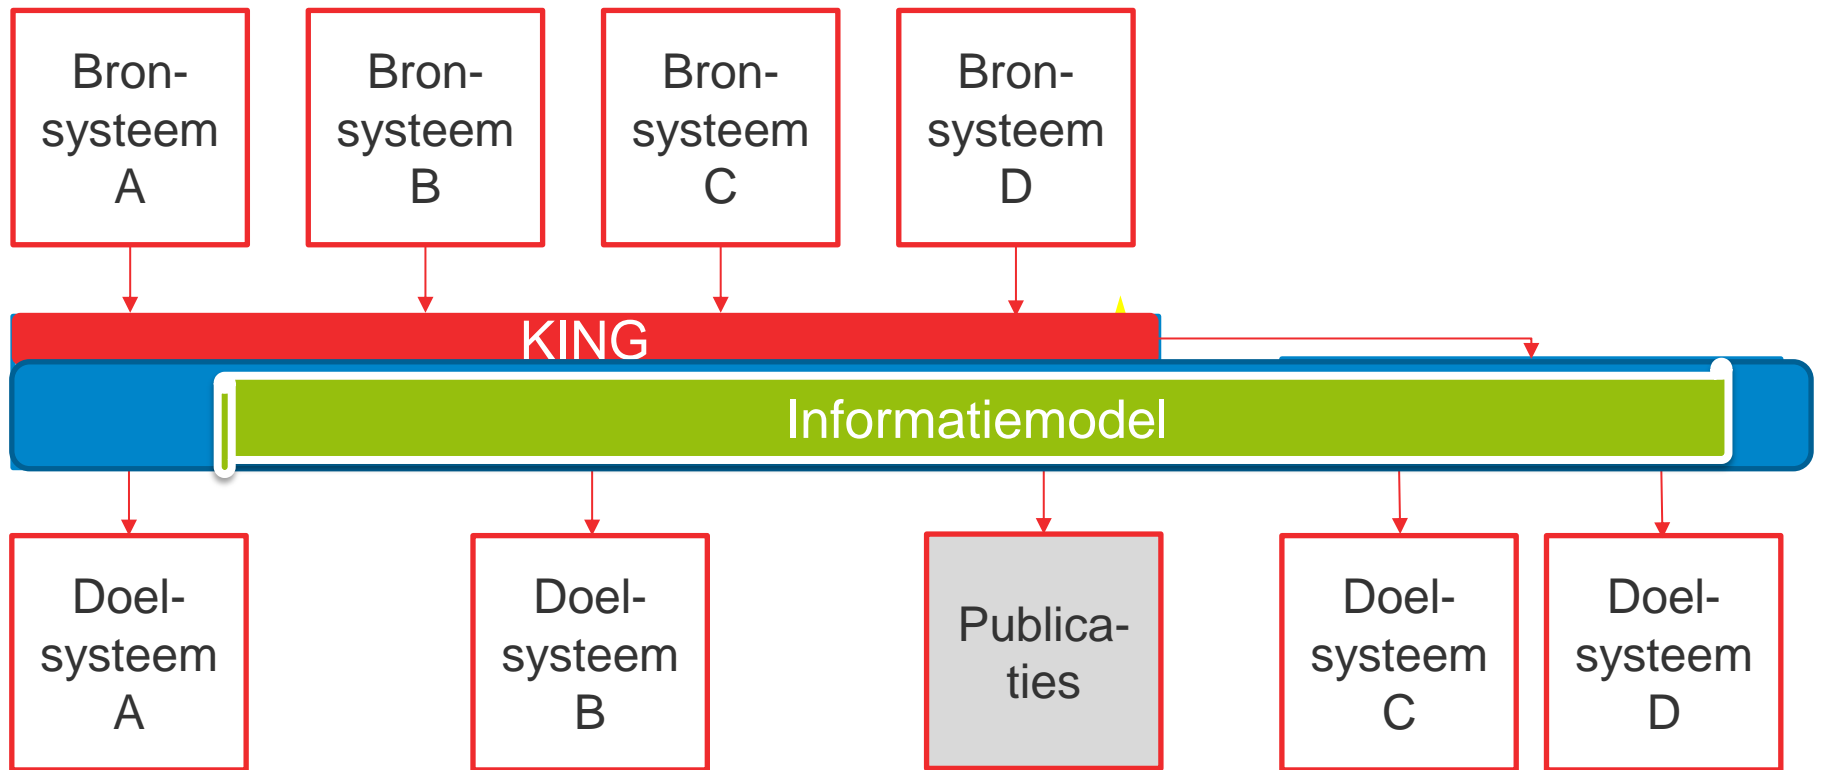 Bron-
systeem
A
Bron-
systeem
B
Bron-
systeem
C
Bron-
systeem
D
KING
Informatiemodel
Doel-
systeem
A
Doel-
systeem
B
Publica-
ties
Doel-
systeem
C
Doel-
systeem
D